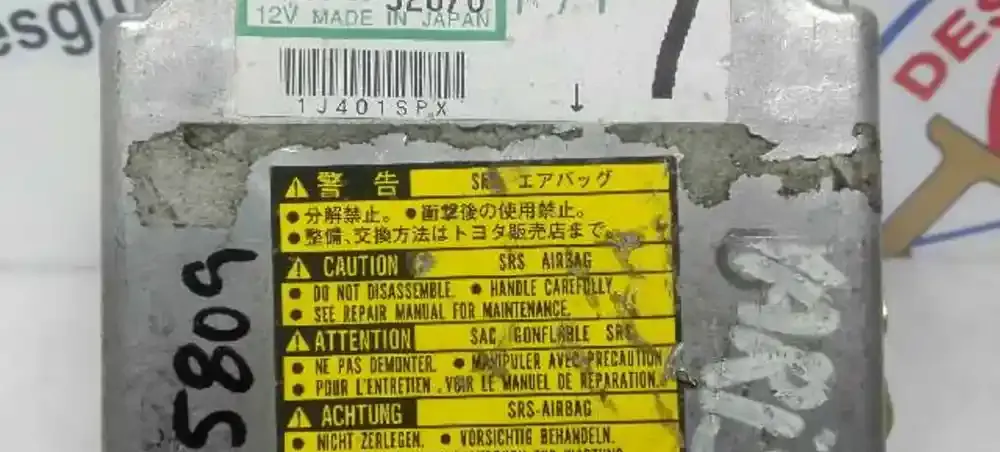 12V MADE IN JAPAN
1J401SPX
↓
警告 エアバッグ
● 分解禁止。 ● 衝撃後の使用禁止。
● 整備、交換方法はトヨタ販売店まで。
CAUTION SRS AIRBAG
● DO NOT DISASSEMBLE. ● HANDLE CAREFULLY.
● SEE REPAIR MANUAL FOR MAINTENANCE.
ATTENTION SAC GONFLABLE SRS
● NE PAS DEMONTER. ● MANIPULER AVEC PRECAUTION
● POUR L'ENTRETIEN .VOIR LE MANUEL DE REPARATION.
ACHTUNG SRS-AIRBAG
● NICHT ZERLEGEN. ● VORSICHTIG BEHANDELN.
5809
DES